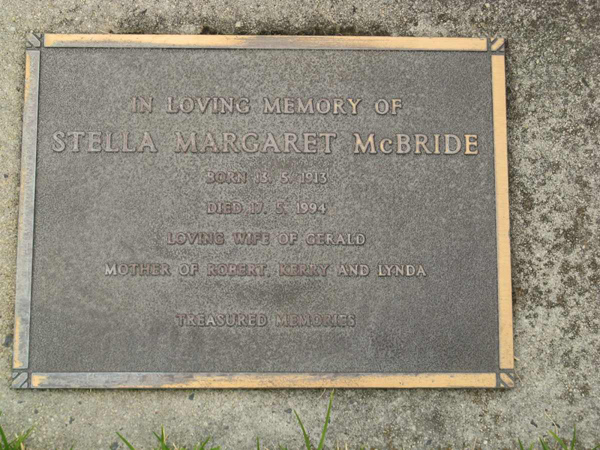 IN LOVING MEMORY OF
STELLA MARGARET McBRIDE
BORN 13. 5. 1913
DIED 17. 5. 1994
LOVING WIFE OF GERALD
MOTHER OF ROBERT, KERRY AND LYNDA
TREASURED MEMORIES